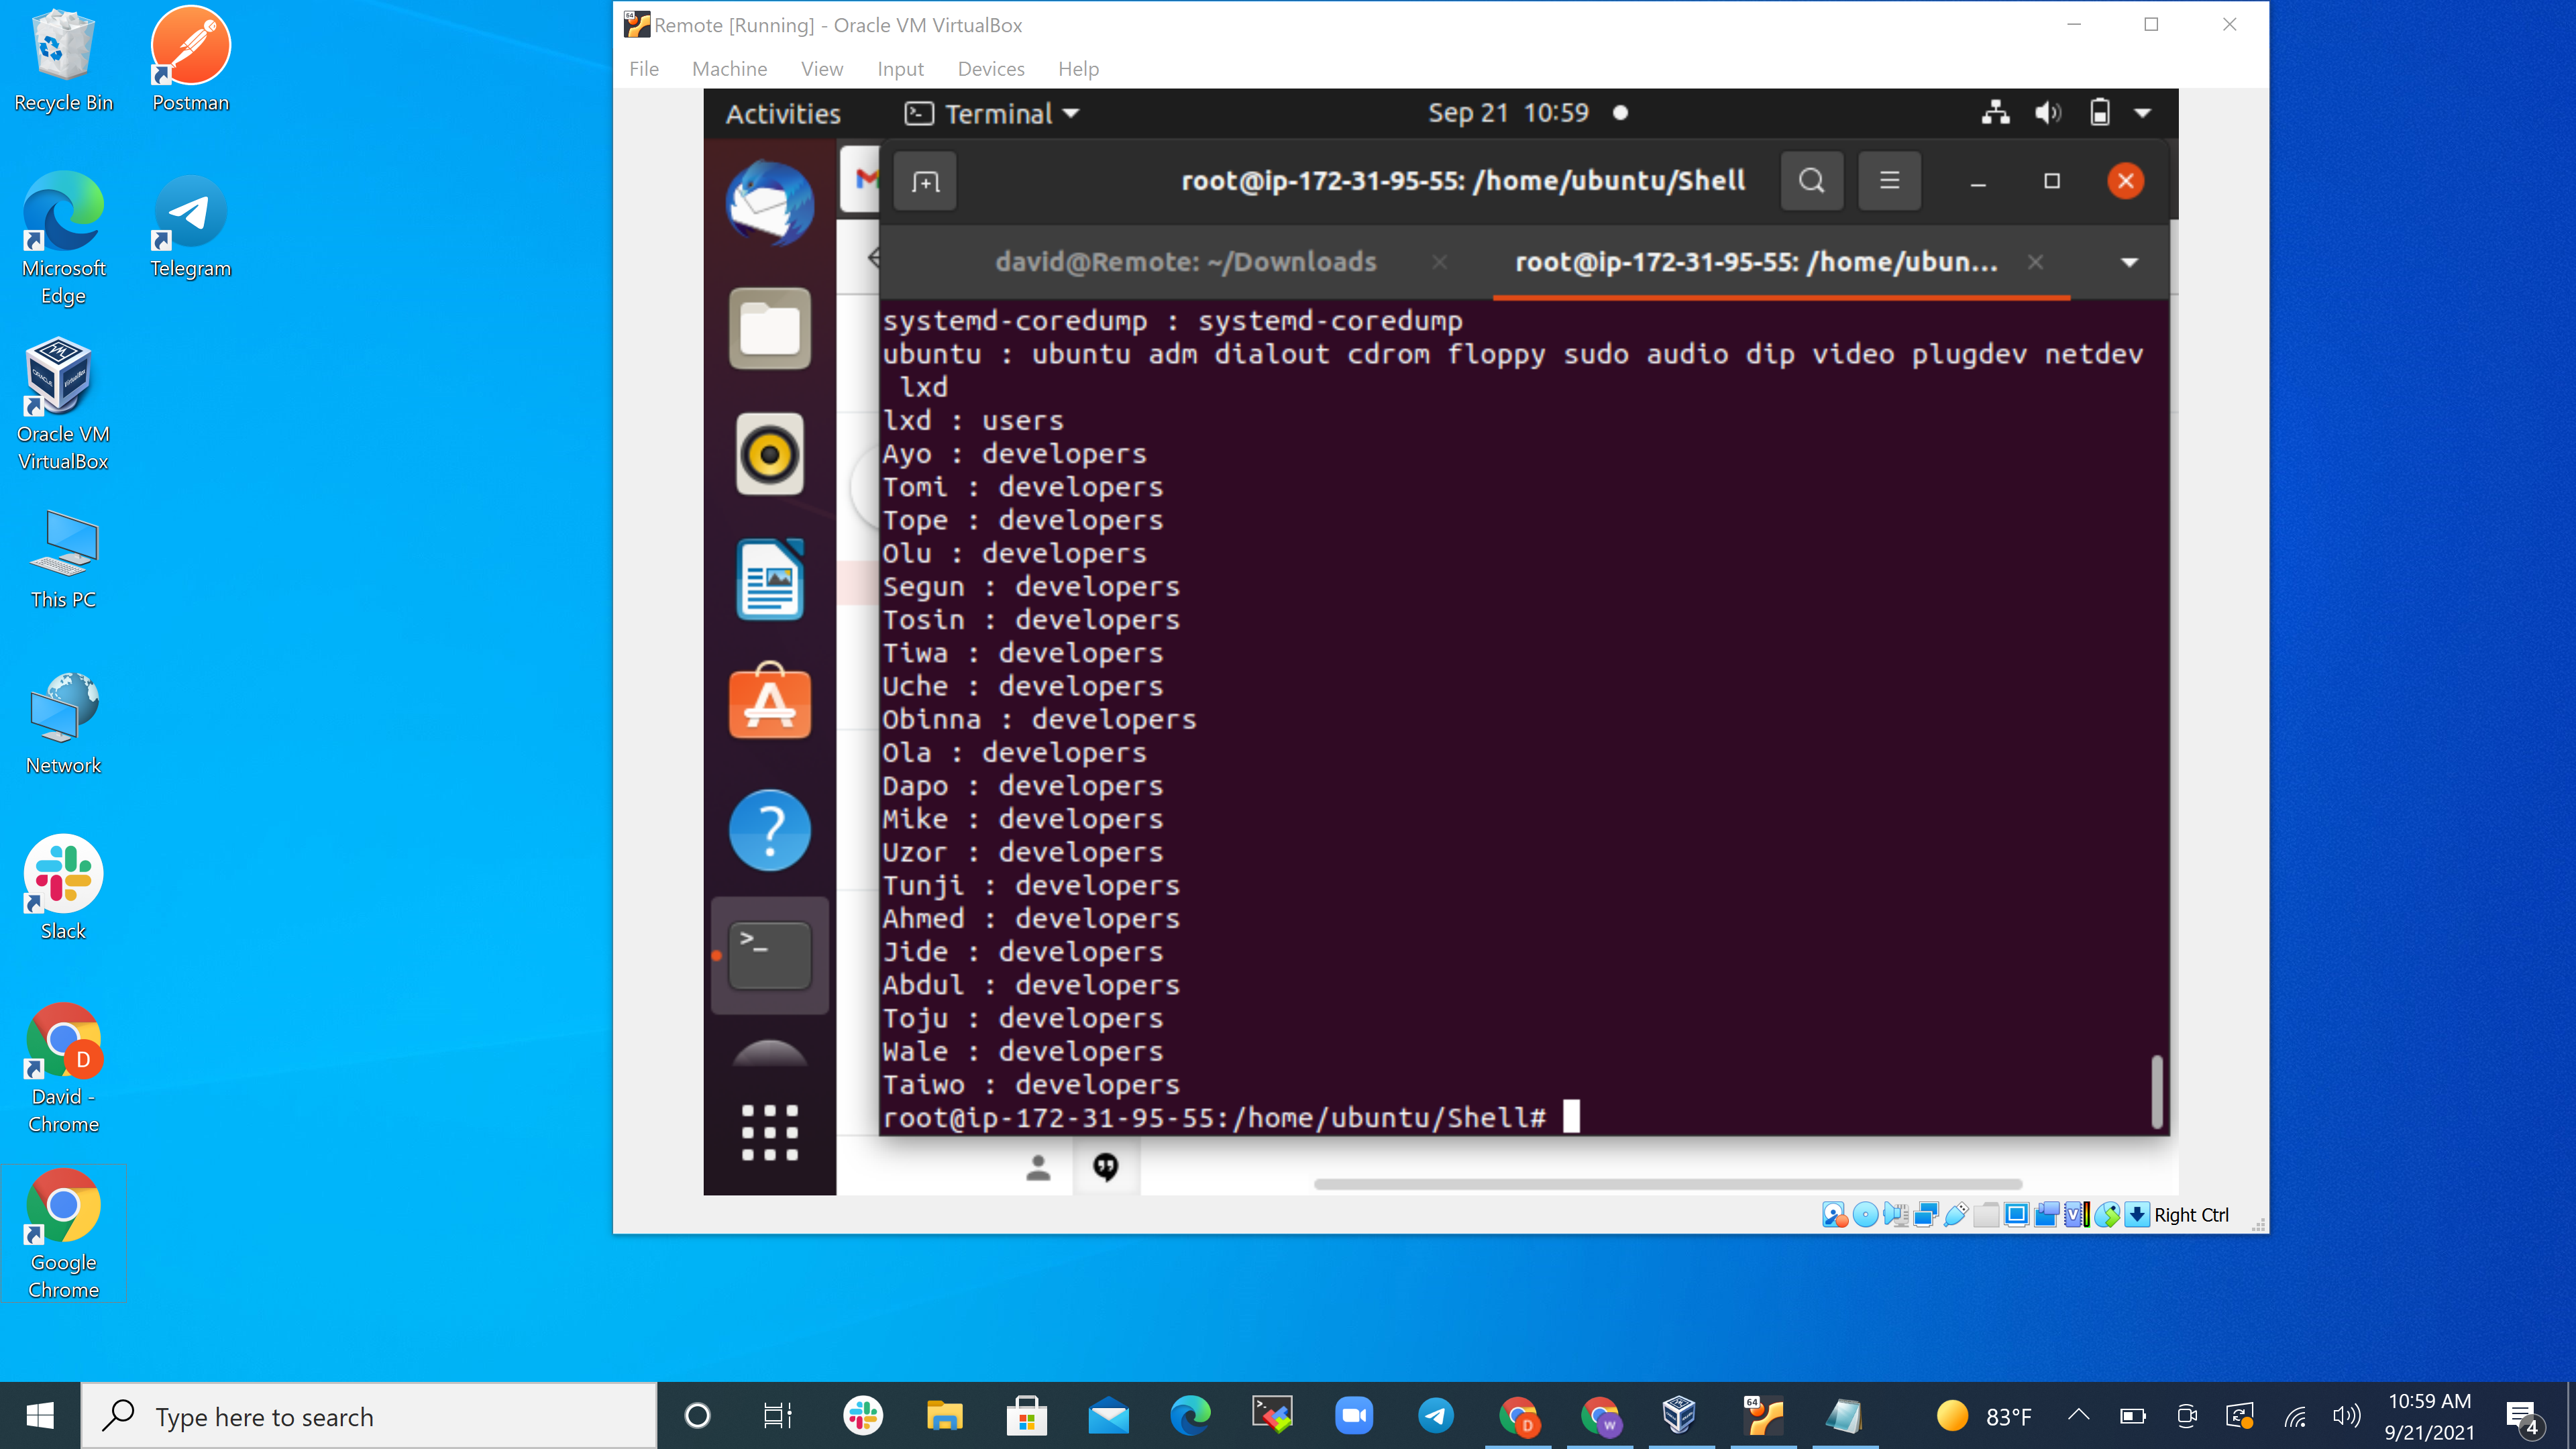 Recycle Bin
Postman
Microsoft
Edge
Telegram
Oracle VM
VirtualBox
This PC
Network
Slack
David -
Chrome
Google
Chrome
Remote [Running] - Oracle VM VirtualBox
File Machine View Input Devices Help
Activities Terminal Sep 21 10:59
root@ip-172-31-95-55: /home/ubuntu/Shell
david@Remote: ~/Downloads root@ip-172-31-95-55: /home/ubun...
systemd-coredump : systemd-coredump
ubuntu : ubuntu adm dialout cdrom floppy sudo audio dip video plugdev netdev
lxd
lxd : users
Ayo : developers
Tomi : developers
Tope : developers
Olu : developers
Segun : developers
Tosin : developers
Tiwa : developers
Uche : developers
Obinna : developers
Ola : developers
Dapo : developers
Mike : developers
Uzor : developers
Tunji : developers
Ahmed : developers
Jide : developers
Abdul : developers
Toju : developers
Wale : developers
Taiwo : developers
root@ip-172-31-95-55:/home/ubuntu/Shell#
Right Ctrl
Type here to search
83°F
10:59 AM
9/21/2021
4